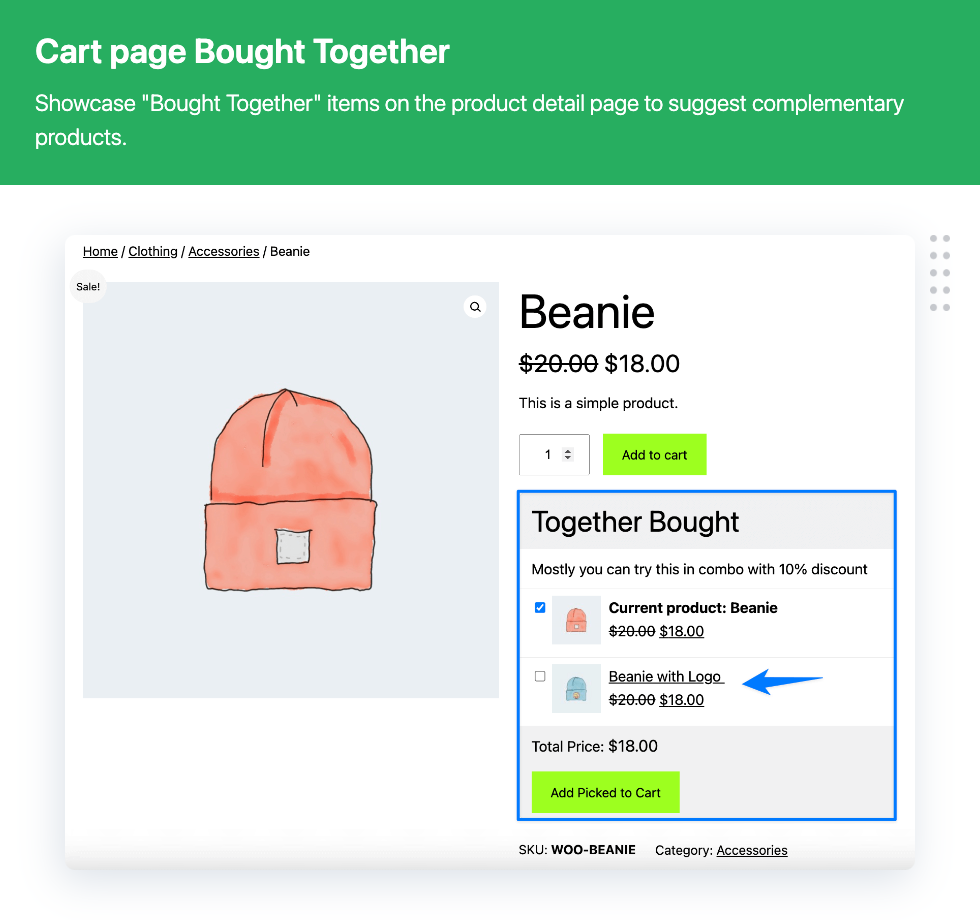 Cart page Bought Together
Showcase "Bought Together" items on the product detail page to suggest complementary
products.
Home / Clothing / Accessories / Beanie
Sale!
Beanie
$20.00 $18.00
This is a simple product.
1
Add to cart
Together Bought
Mostly you can try this in combo with 10% discount
Current product: Beanie
$20.00 $18.00
Beanie with Logo
$20.00 $18.00
Total Price: $18.00
Add Picked to Cart
SKU: WOO-BEANIE Category: Accessories